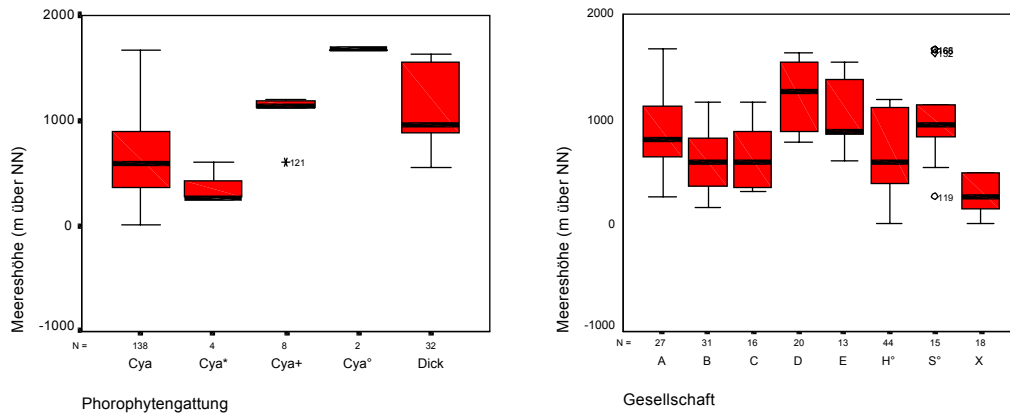 2000
1000
0
-1000
Meereshöhe (m über NN)
121
N = 138 4 8 2 32
Cya Cya* Cya+ Cya° Dick
Phorophytengattung
2000
1000
0
-1000
Meereshöhe (m über NN)
119
N = 27 31 16 20 13 44 15 18
A B C D E H° S° X
Gesellschaft